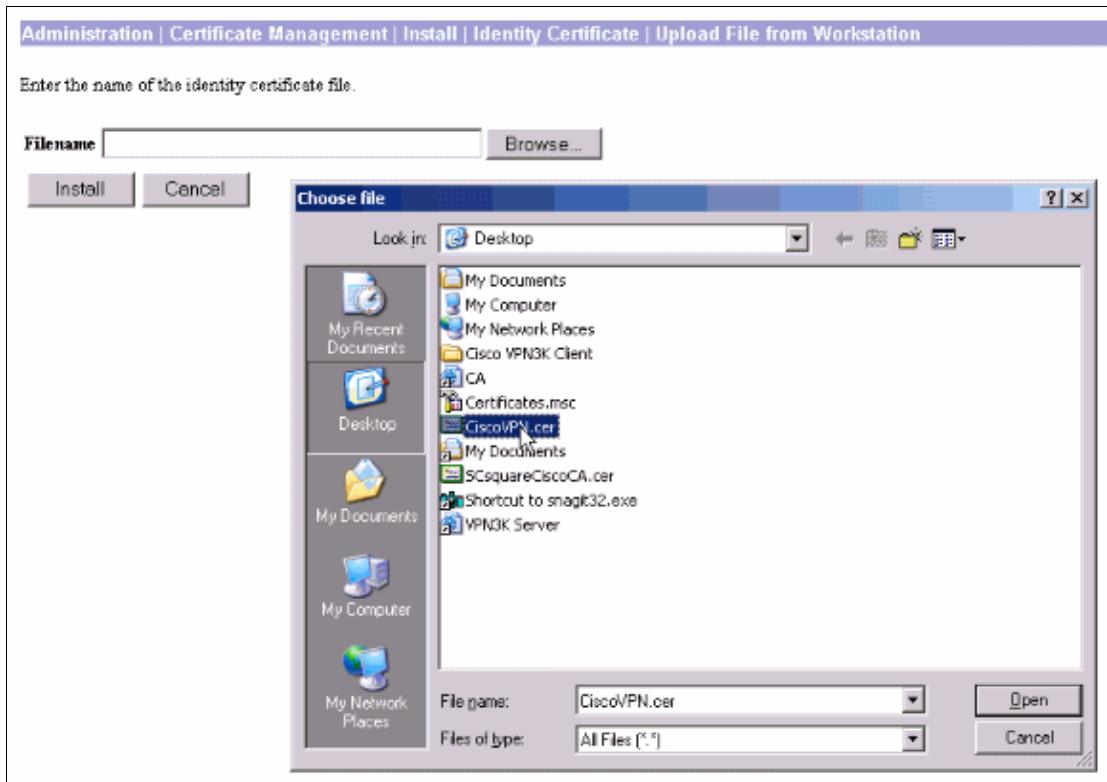 Administration | Certificate Management | Install | Identity Certificate | Upload File from Workstation
Enter the name of the identity certificate file.
Filename
Browse...
Install
Cancel
Choose file
Look in:
Desktop
My Recent
Documents
Desktop
My Documents
My Computer
My Network
Places
My Documents
My Computer
My Network Places
Cisco VPN3K Client
CA
Certificates.msc
CiscoVPN.cer
My Documents
SCsquareCiscoCA.cer
Shortcut to snagit32.exe
VPN3K Server
File name:
CiscoVPN.cer
Open
Files of type:
All Files (*.*)
Cancel